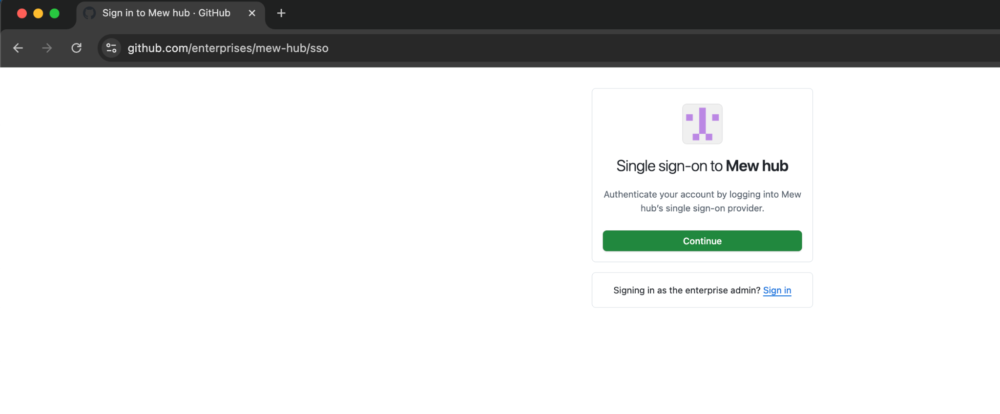 Sign in to Mew hub · GitHub
github.com/enterprises/mew-hub/sso
Single sign-on to Mew hub
Authenticate your account by logging into Mew
hub's single sign-on provider.
Continue
Signing in as the enterprise admin? Sign in